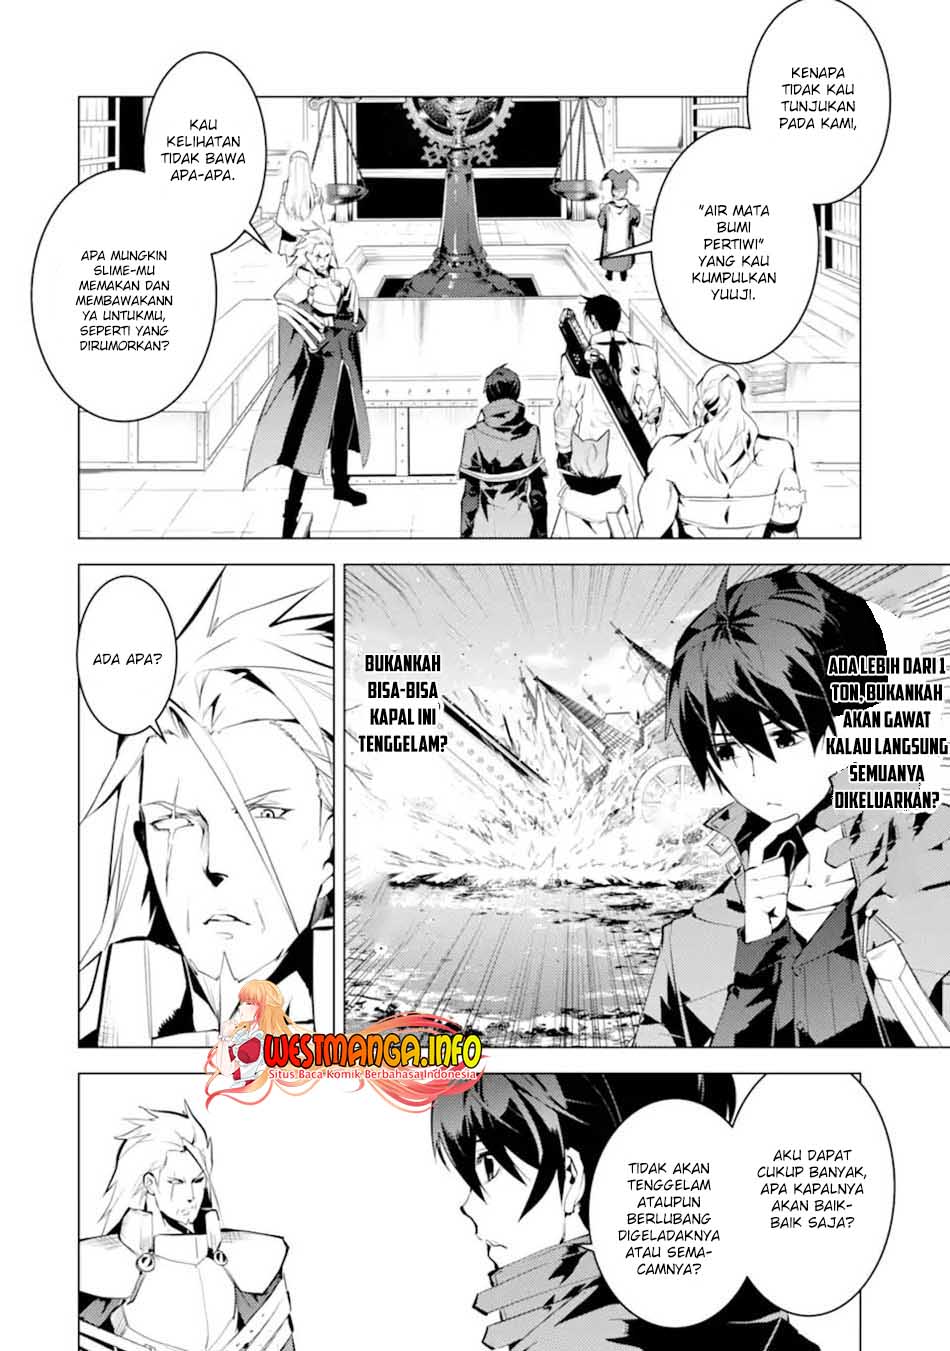 KENAPA
TIDAK KAU
TUNJUKAN
PADA KAMI,
"AIR MATA
BUMI
PERTIWI"
YANG KAU
KUMPULKAN
YUUJI.
KAU
KELIHATAN
TIDAK BAWA
APA-APA.
APA MUNGKIN
SLIME-MU
MEMAKAN DAN
MEMBAWAKANN
YA UNTUKMU,
SEPERTI YANG
DIRUMORKAN?
ADA LEBIH DARI 1
TON, BUKANKAH
AKAN GAWAT
KALAU LANGSUNG
SEMUANYA
DIKELUARKAN?
BUKANKAH
BISA-BISA
KAPAL INI
TENGGELAM?
ADA APA?
WESTMANGA.INFO
Situs Baca Komik Berbahasa Indonesia
AKU DAPAT
CUKUP BANYAK,
APA KAPALNYA
AKAN BAIK-
BAIK SAJA?
TIDAK AKAN
TENGGELAM
ATAUPUN
BERLUBANG
DIGELADAKNYA
ATAU SEMA-
CAMNYA?